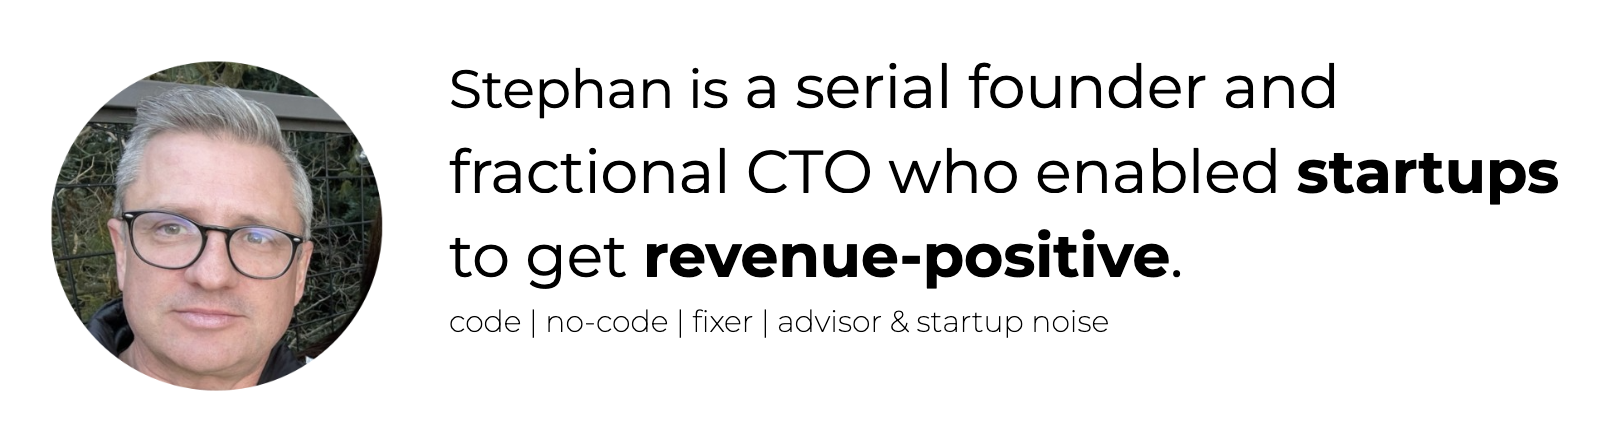 Stephan is a serial founder and
fractional CTO who enabled startups
to get revenue-positive.
code | no-code | fixer | advisor & startup noise